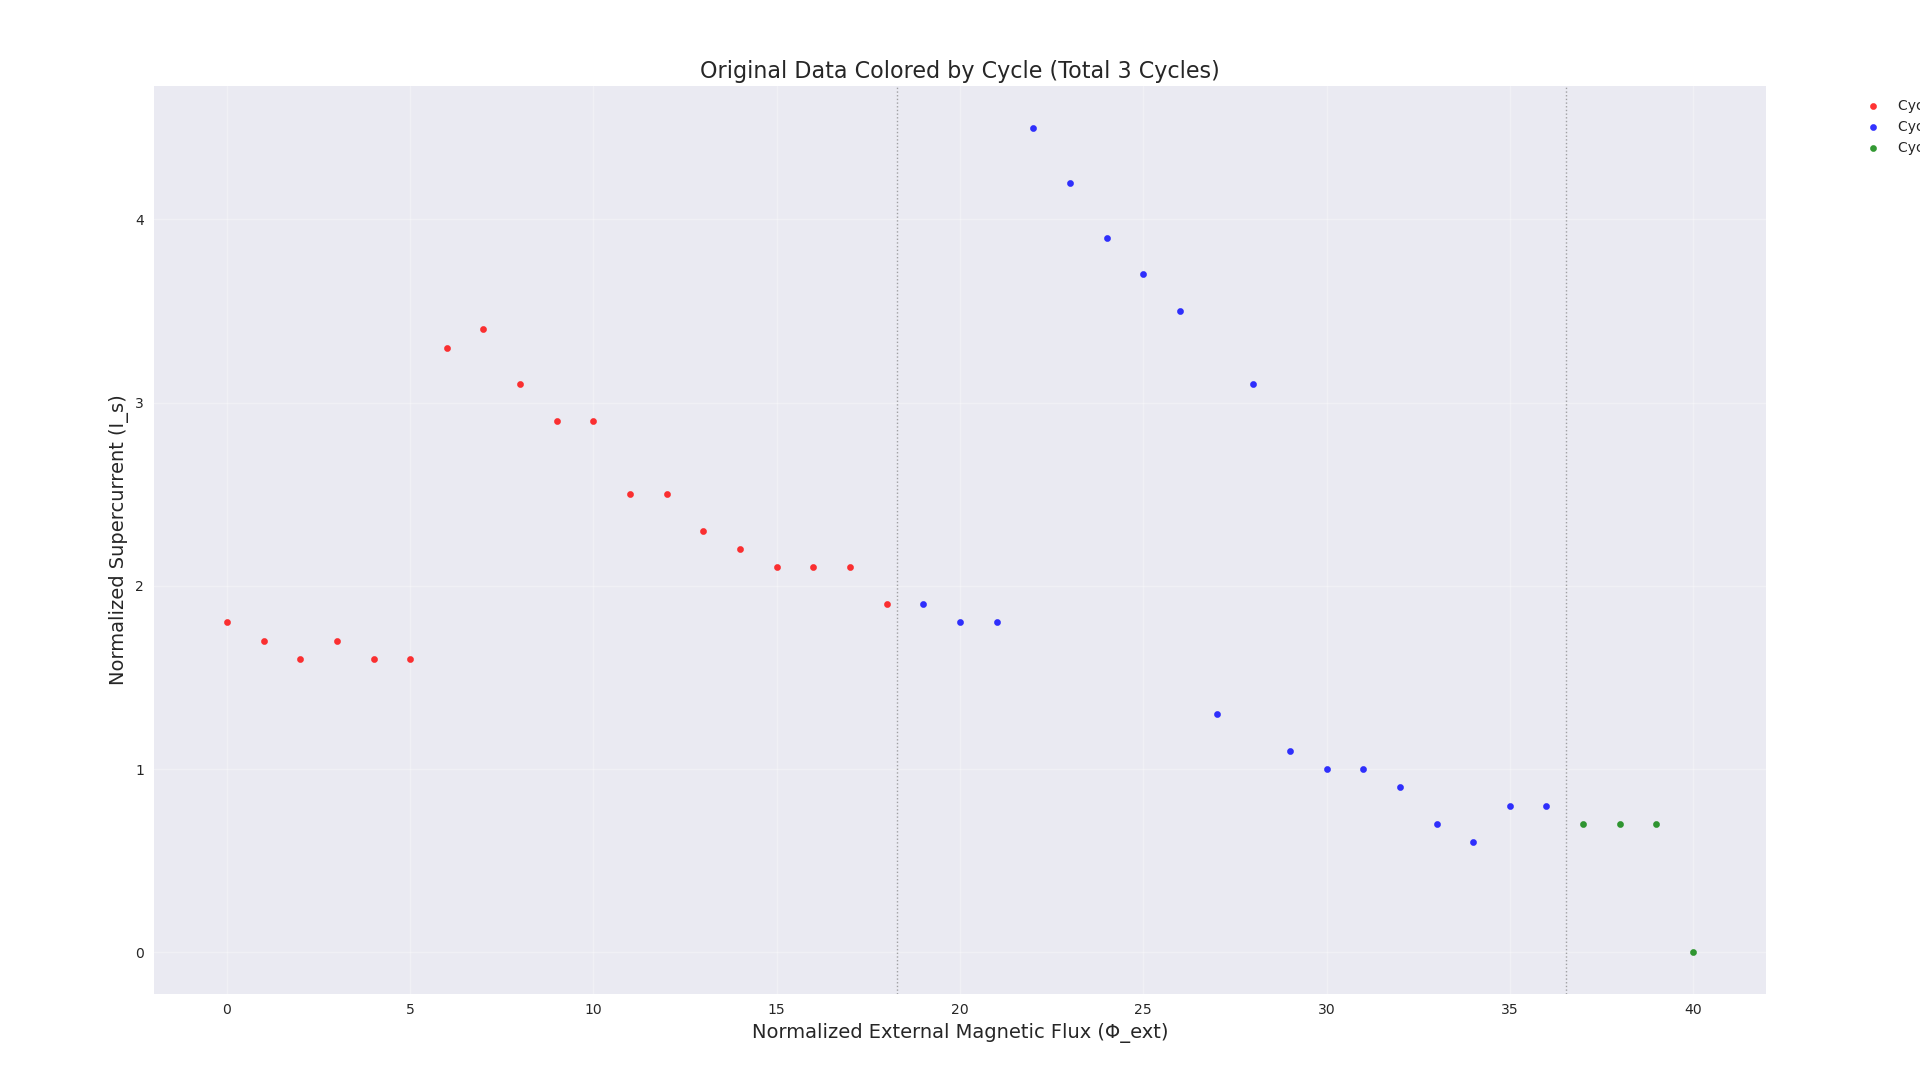 Original Data Colored by Cycle (Total 3 Cycles)
Cyc
Cyc
Cyc
Normalized Supercurrent (I_s)
4
3
2
1
0
0 5 10 15 20 25 30 35 40
Normalized External Magnetic Flux (Φ_ext)